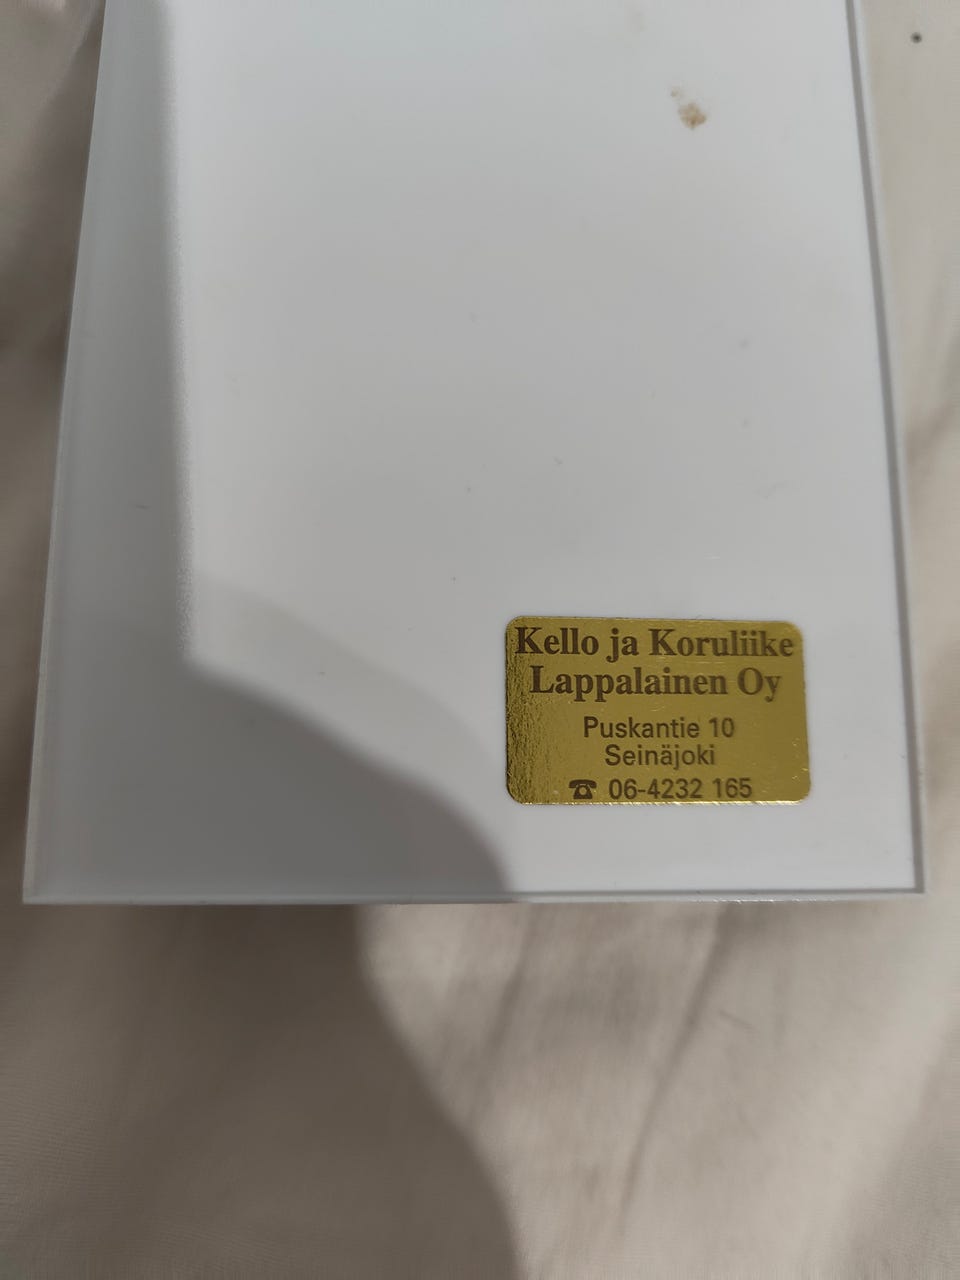 Kello ja Koruliike
Lappalainen Oy
Puskantie 10
Seinäjoki
☎ 06-4232 165